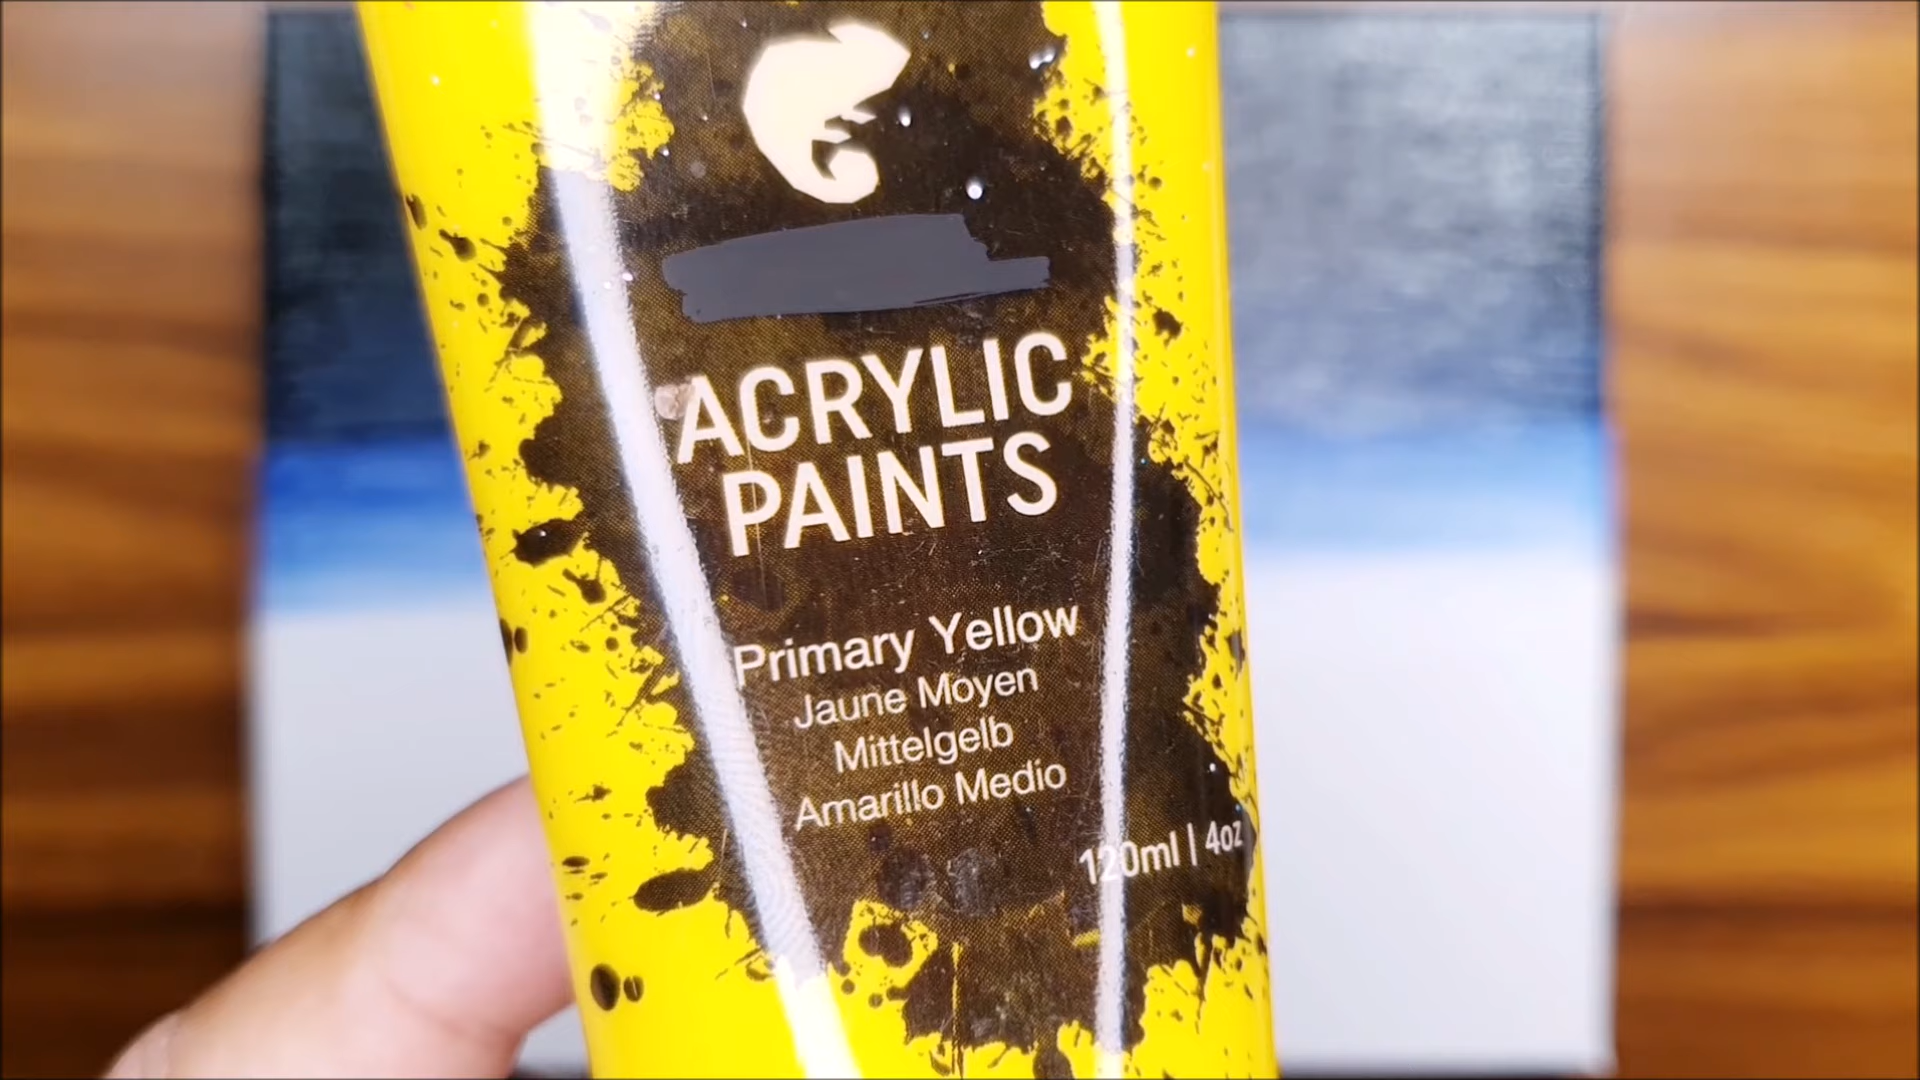 ACRYLIC
PAINTS
Primary Yellow
Jaune Moyen
Mittelgelb
Amarillo Medio
120ml | 4oz